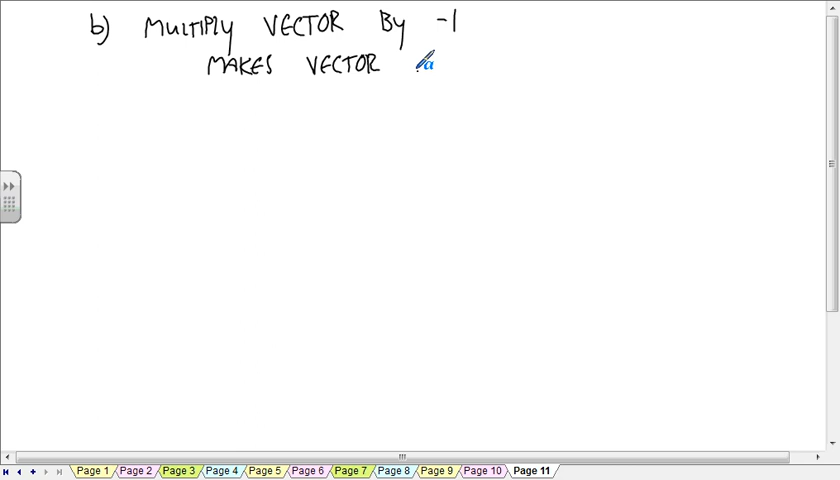 b) MULTIPLY VECTOR BY -1
MAKES VECTOR
Page 1 Page 2 Page 3 Page 4 Page 5 Page 6 Page 7 Page 8 Page 9 Page 10 Page 11